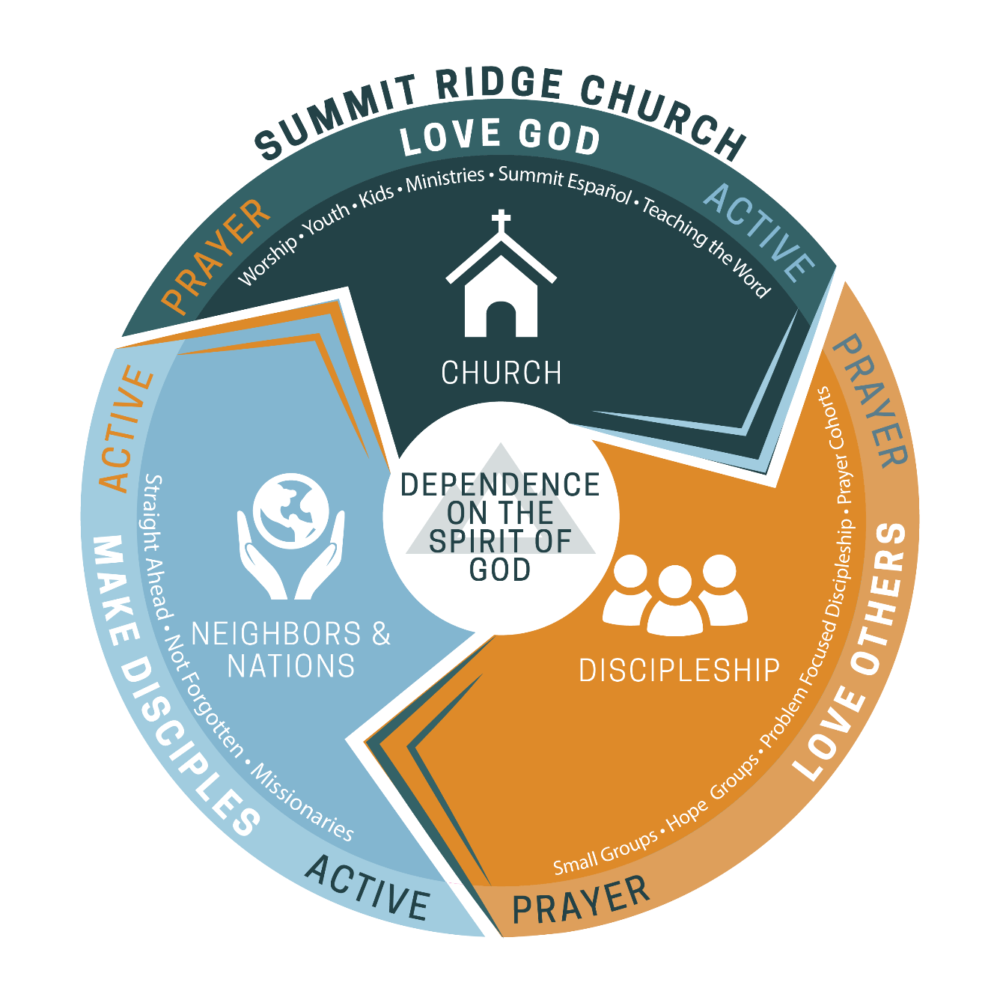 SUMMIT RIDGE CHURCH
LOVE GOD
PRAYER
ACTIVE
Worship • Youth • Kids • Ministries • Summit Español • Teaching the Word
CHURCH
PRAYER
LOVE OTHERS
PRAYER
Small Groups • Hope Groups • Problem Focused Discipleship • Prayer Cohorts
DISCIPLESHIP
ACTIVE
MAKE DISCIPLES
ACTIVE
Straight Ahead • Not Forgotten • Missionaries
NEIGHBORS &
NATIONS
DEPENDENCE
ON THE
SPIRIT OF
GOD